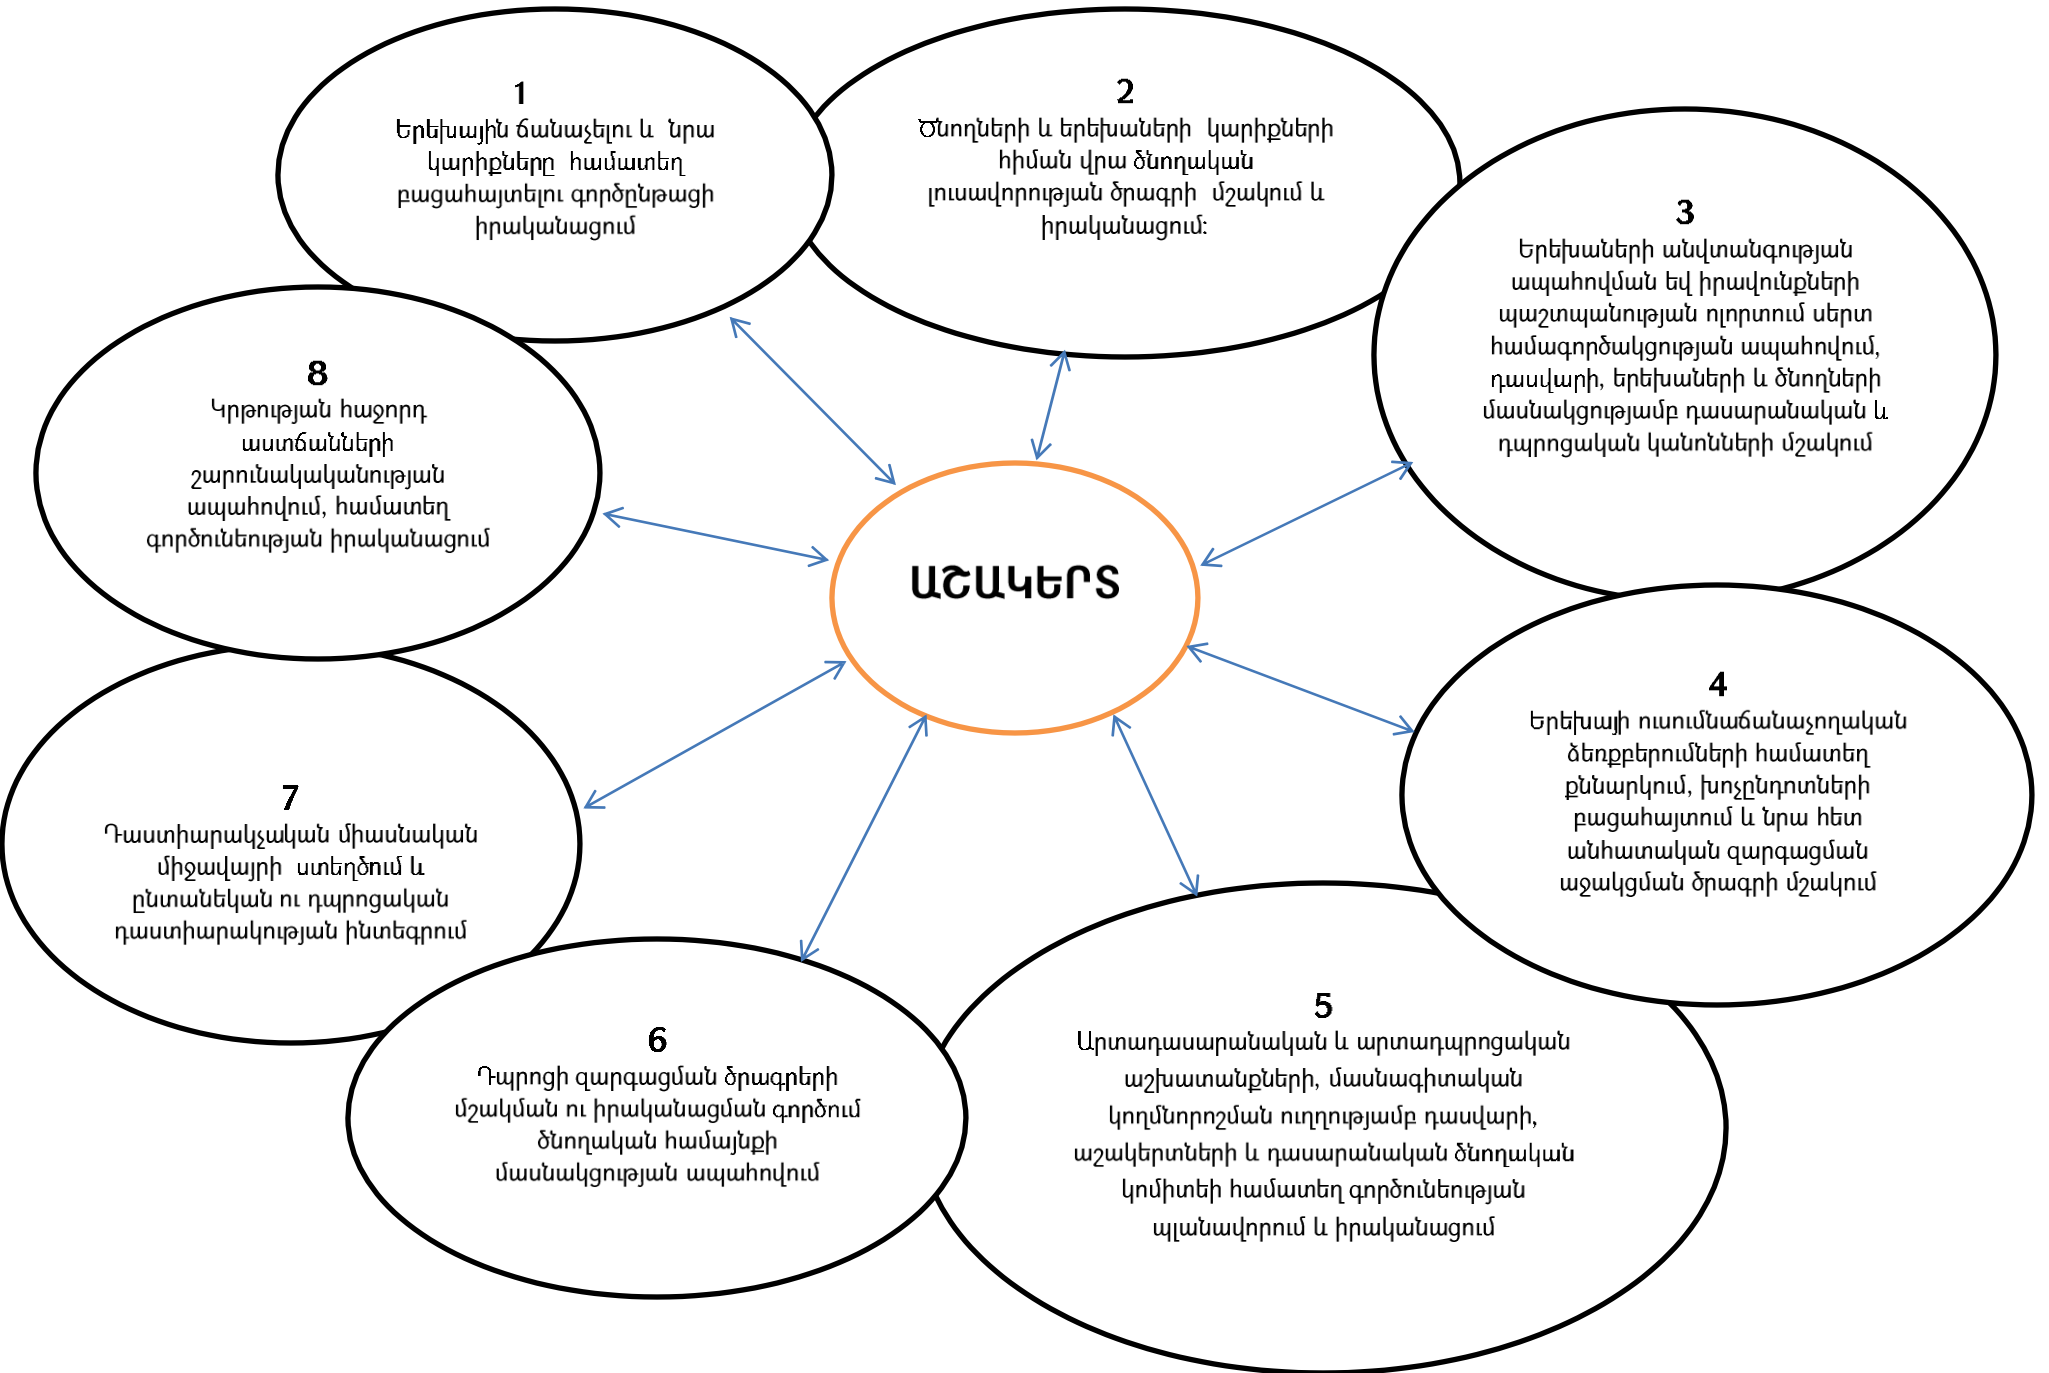 1
Երեխային ճանաչելու և նրա
կարիքները համատեղ
բացահայտելու գործընթացի
իրականացում
2
Ծնողների և երեխաների կարիքների
հիման վրա ծնողական
լուսավորության ծրագրի մշակում և
իրականացում:
3
Երեխաների անվտանգության
ապահովման եվ իրավունքների
պաշտպանության ոլորտում սերտ
համագործակցության ապահովում,
դասվարի, երեխաների և ծնողների
մասնակցությամբ դասարանական և
դպրոցական կանոնների մշակում
4
Երեխայի ուսումնաճանաչողական
ձեռքբերումների համատեղ
քննարկում, խոչընդոտների
բացահայտում և նրա հետ
անհատական զարգացման
աջակցման ծրագրի մշակում
5
Արտադասարանական և արտադպրոցական
աշխատանքների, մասնագիտական
կողմնորոշման ուղղությամբ դասվարի,
աշակերտների և դասարանական ծնողական
կոմիտեի համատեղ գործունեության
պլանավորում և իրականացում
6
Դպրոցի զարգացման ծրագրերի
մշակման ու իրականացման գործում
ծնողական համայնքի
մասնակցության ապահովում
7
Դաստիարակչական միասնական
միջավայրի ստեղծում և
ընտանեկան ու դպրոցական
դաստիարակության ինտեգրում
8
Կրթության հաջորդ
աստճանների
շարունակականության
ապահովում, համատեղ
գործունեության իրականացում
ԱՇԱԿԵՐՏ